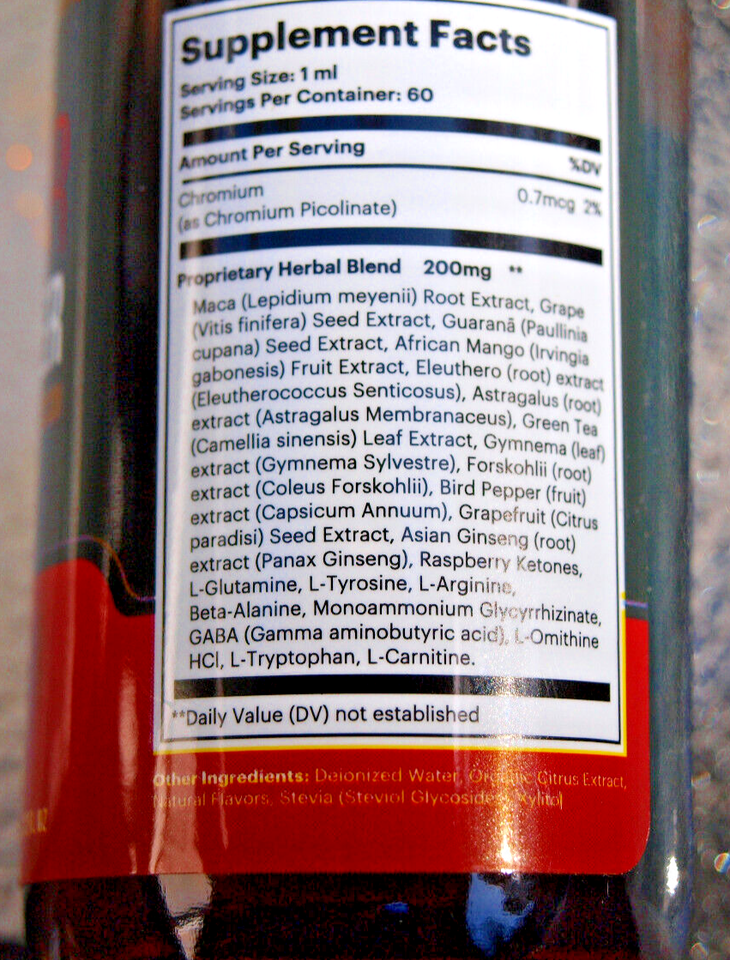 Supplement Facts
Serving Size: 1 ml
Servings Per Container: 60
Amount Per Serving %DV
Chromium
(as Chromium Picolinate) 0.7mcg 2%
Proprietary Herbal Blend 200mg **
Maca (Lepidium meyenii) Root Extract, Grape
(Vitis finifera) Seed Extract, Guaranã (Paullinia
cupana) Seed Extract, African Mango (Irvingia
gabonesis) Fruit Extract, Eleuthero (root) extract
(Eleutherococcus Senticosus), Astragalus (root)
extract (Astragalus Membranaceus), Green Tea
(Camellia sinensis) Leaf Extract, Gymnema (leaf)
extract (Gymnema Sylvestre), Forskohlii (root)
extract (Coleus Forskohlii), Bird Pepper (fruit)
extract (Capsicum Annuum), Grapefruit (Citrus
paradisi) Seed Extract, Asian Ginseng (root)
extract (Panax Ginseng), Raspberry Ketones,
L-Glutamine, L-Tyrosine, L-Arginine,
Beta-Alanine, Monoammonium Glycyrrhizinate,
GABA (Gamma aminobutyric acid), L-Ornithine
HCl, L-Tryptophan, L-Carnitine.
**Daily Value (DV) not established
Other Ingredients: Deionized Water, Organic Citrus Extract,
Natural Flavors, Stevia (Steviol Glycosides), Xylitol